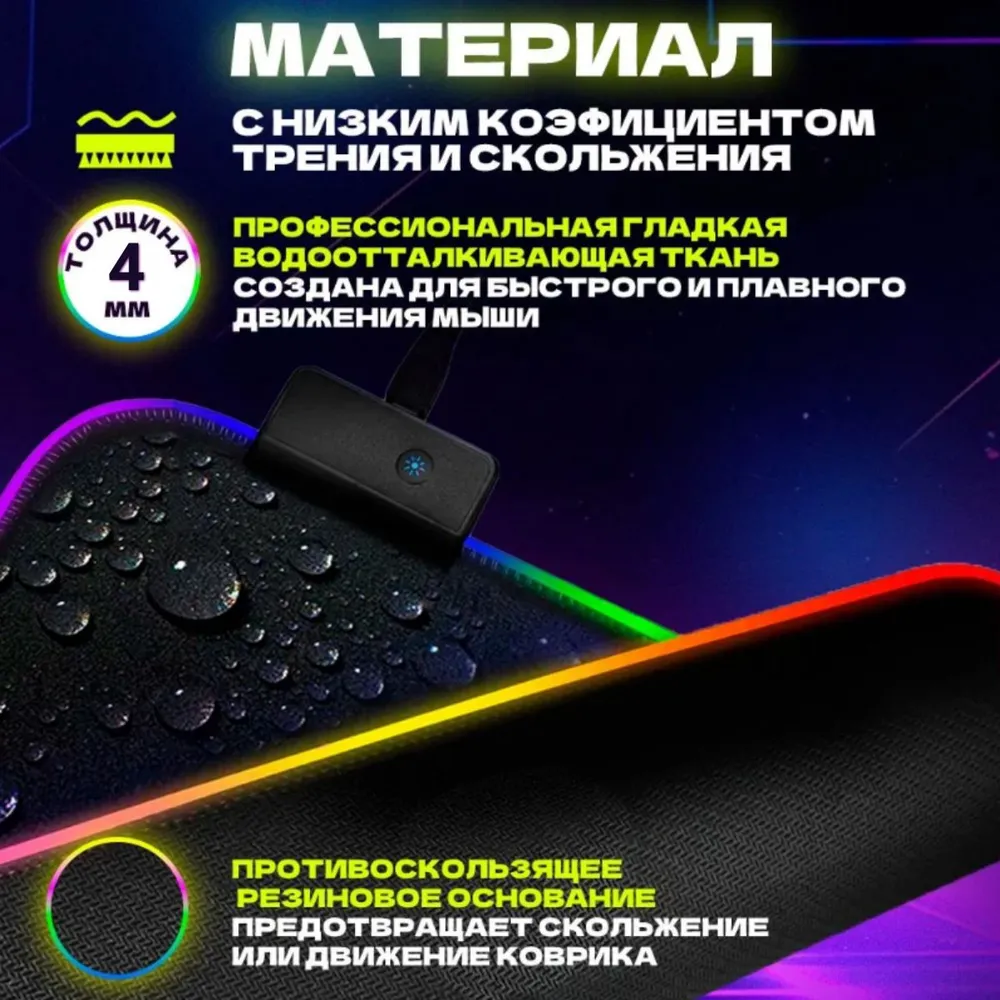 МАТЕРИАЛ
С НИЗКИМ КОЭФИЦИЕНТОМ
ТРЕНИЯ И СКОЛЬЖЕНИЯ
ТОЛЩИНА
4
ММ
ПРОФЕССИОНАЛЬНАЯ ГЛАДКАЯ
ВОДООТТАЛКИВАЮЩАЯ ТКАНЬ
СОЗДАНА ДЛЯ БЫСТРОГО И ПЛАВНОГО
ДВИЖЕНИЯ МЫШИ
ПРОТИВОСКОЛЬЗЯЩЕЕ
РЕЗИНОВОЕ ОСНОВАНИЕ
ПРЕДОТВРАЩАЕТ СКОЛЬЖЕНИЕ
ИЛИ ДВИЖЕНИЕ КОВРИКА